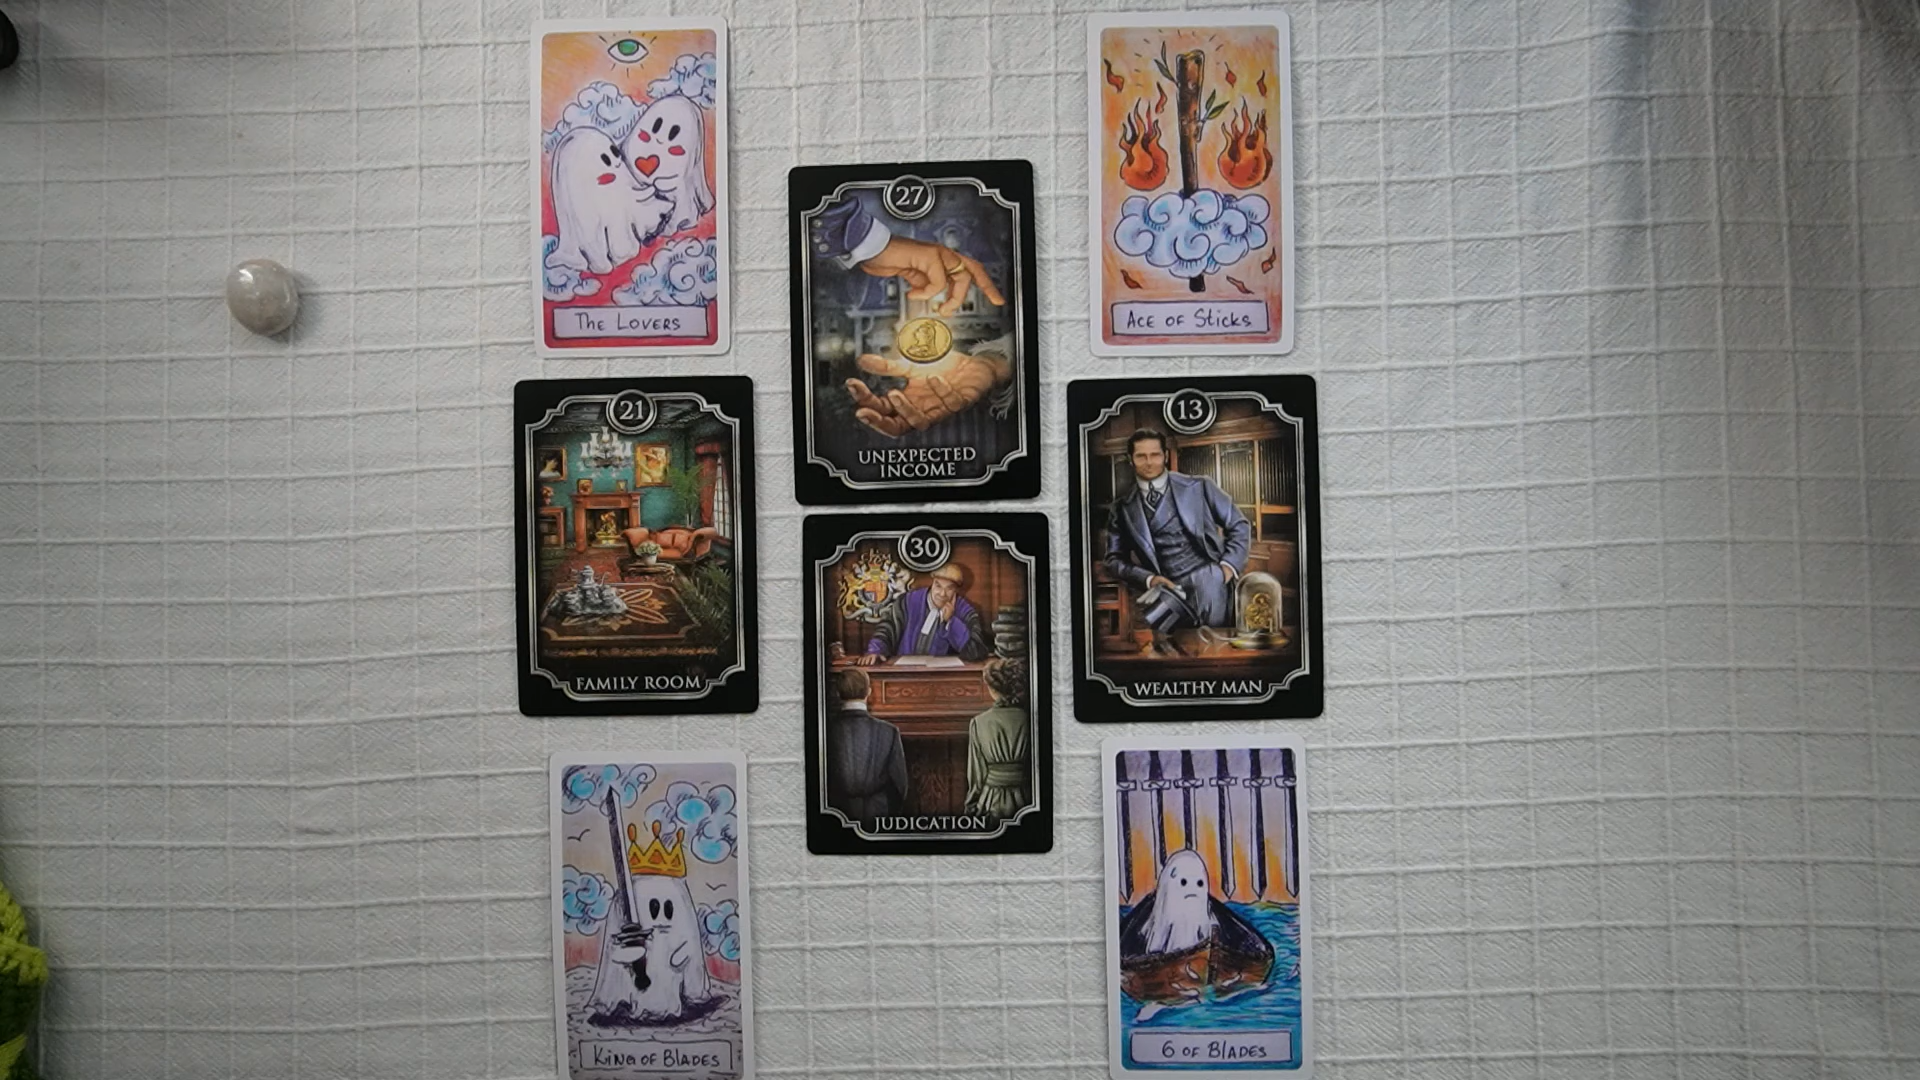 THE LOVERS
ACE OF STICKS
27
UNEXPECTED
INCOME
21
FAMILY ROOM
13
WEALTHY MAN
30
JUDICATION
KING OF BLADES
6 OF BLADES